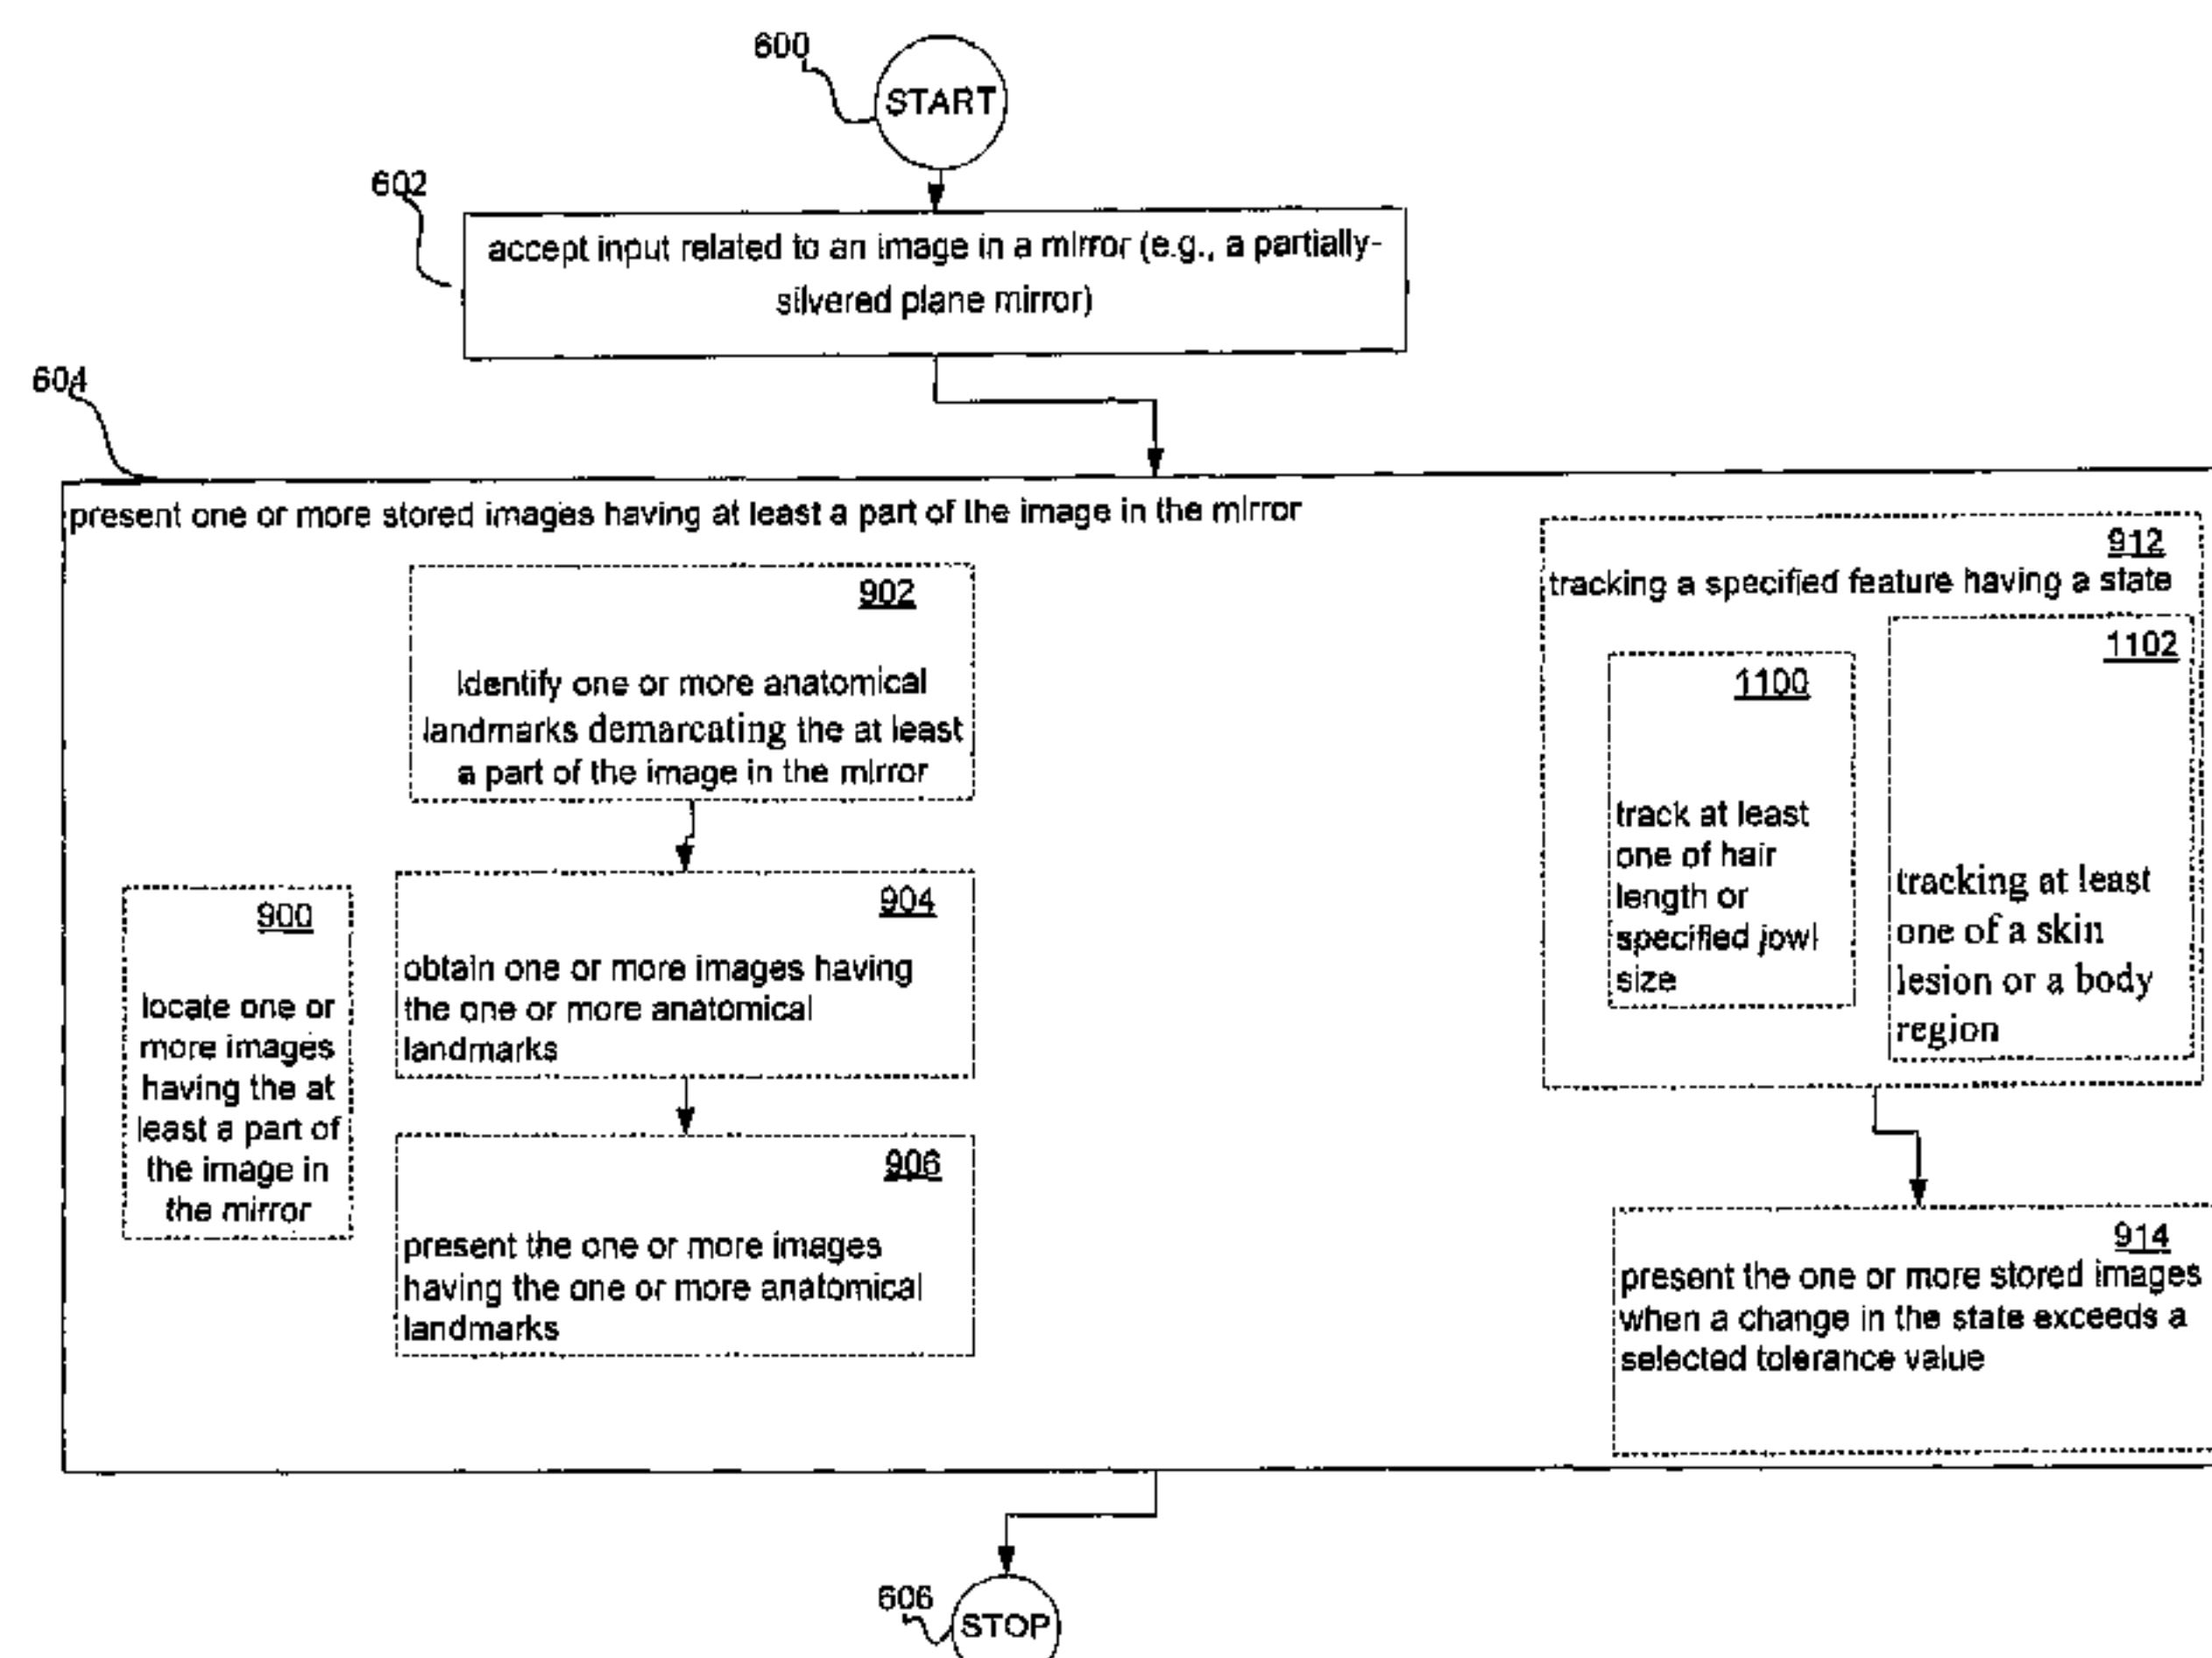 600
START
602
accept input related to an image in a mirror (e.g., a partially-
silvered plane mirror)
604
present one or more stored images having at least a part of the image in the mirror
902
Identify one or more anatomical
landmarks demarcating the at least
a part of the image in the mirror
900
locate one or
more images
having the at
least a part of
the image in
the mirror
904
obtain one or more images having
the one or more anatomical
landmarks
906
present the one or more images
having the one or more anatomical
landmarks
912
tracking a specified feature having a state
1100
track at least
one of hair
length or
specified jowl
size
1102
tracking at least
one of a skin
lesion or a body
region
914
present the one or more stored images
when a change in the state exceeds a
selected tolerance value
606
STOP